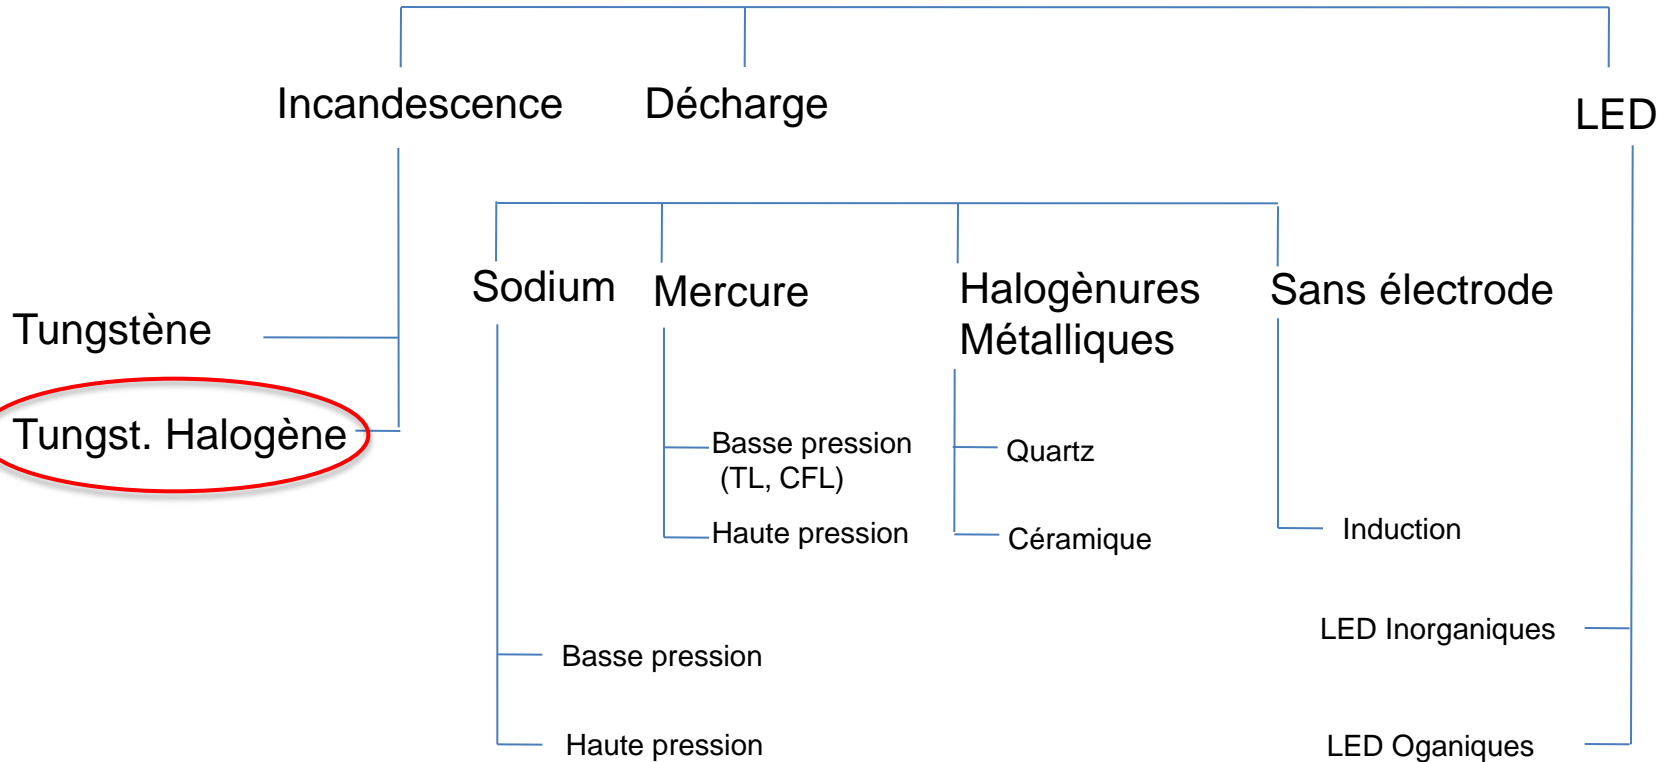 Incandescence
Décharge
LED
Sodium
Mercure
Halogènures
Métalliques
Sans électrode
Tungstène
Tungst. Halogène
Basse pression
(TL, CFL)
Haute pression
Quartz
Céramique
Induction
Basse pression
Haute pression
LED Inorganiques
LED Oganiques